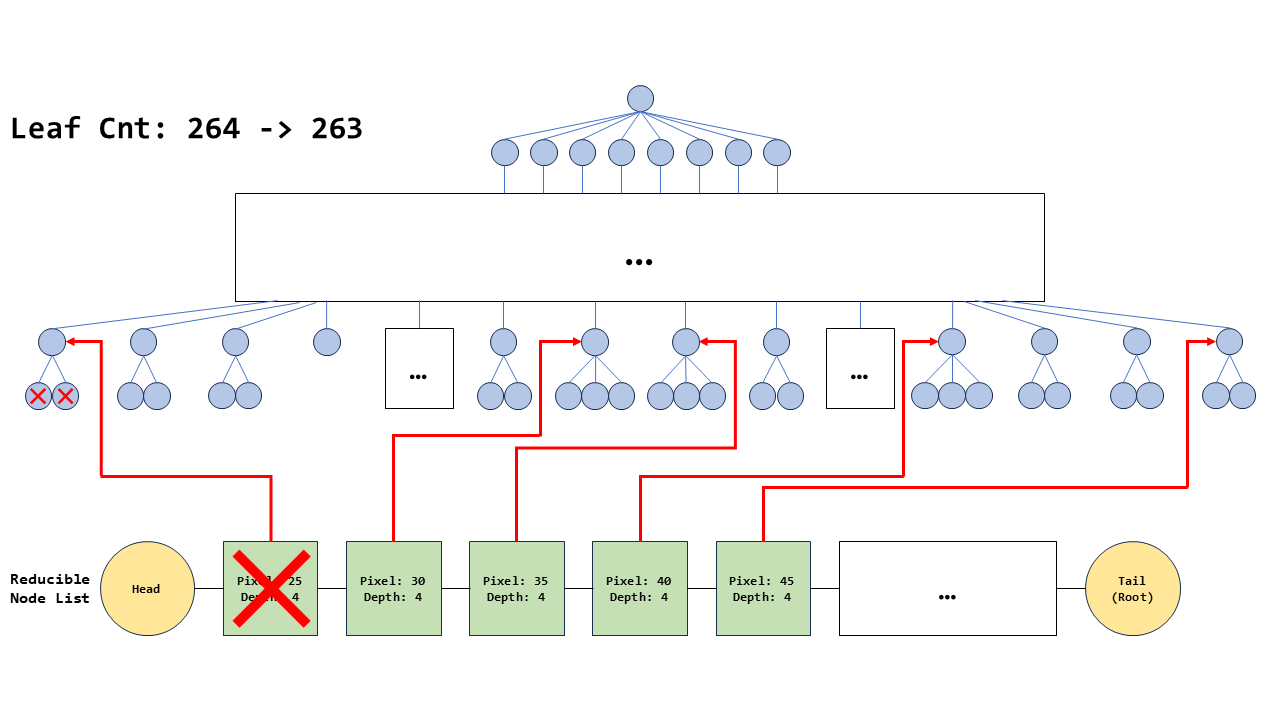 Leaf Cnt: 264 -> 263
...
...
...
Reducible
Node List
Head
Pixel: 25
Depth: 4
Pixel: 30
Depth: 4
Pixel: 35
Depth: 4
Pixel: 40
Depth: 4
Pixel: 45
Depth: 4
...
Tail
(Root)